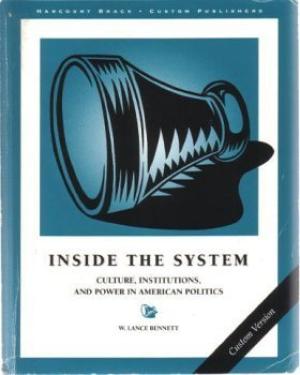 HARCOURT BRACE • CUSTOM PUBLISHERS
INSIDE THE SYSTEM
CULTURE, INSTITUTIONS,
AND POWER IN AMERICAN POLITICS
W. LANCE BENNETT
Custom Version